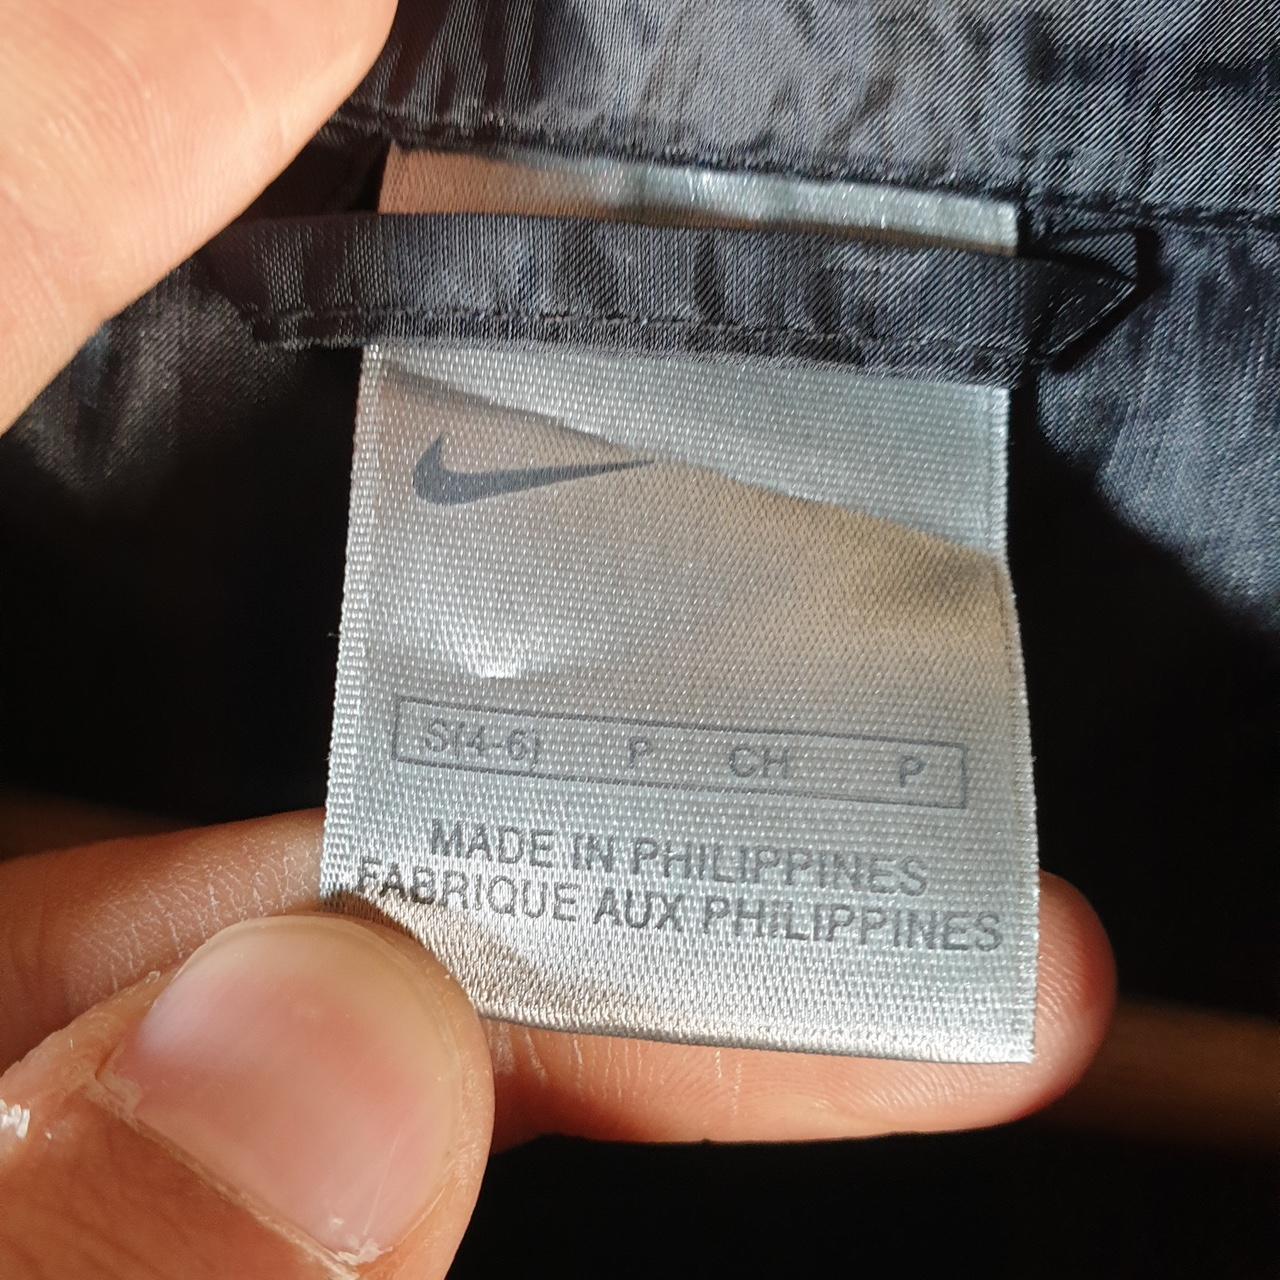 S(4-6) P CH P
MADE IN PHILIPPINES
FABRIQUE AUX PHILIPPINES